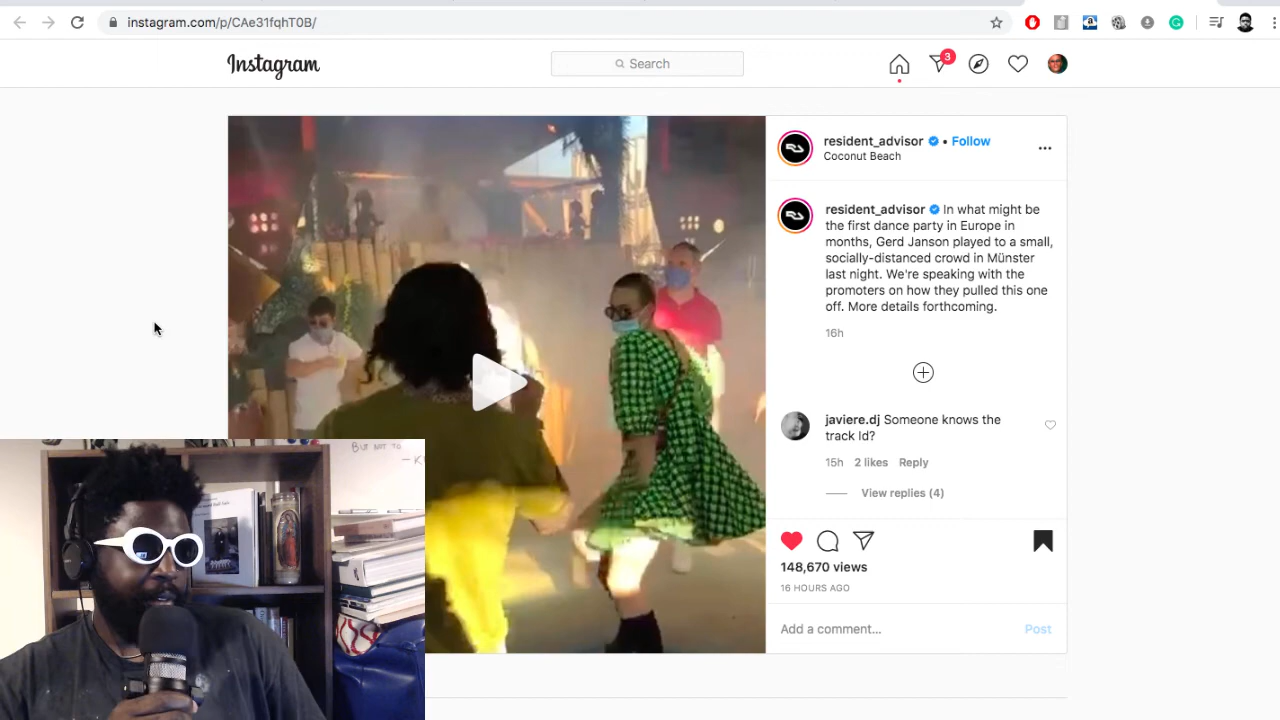 instagram.com/p/CAe31fqhT0B/
Instagram
Search
3
resident_advisor • Follow
Coconut Beach
resident_advisor In what might be
the first dance party in Europe in
months, Gerd Janson played to a small,
socially-distanced crowd in Münster
last night. We're speaking with the
promoters on how they pulled this one
off. More details forthcoming.
16h
javiere.dj Someone knows the
track Id?
15h 2 likes Reply
View replies (4)
148,670 views
16 HOURS AGO
Add a comment... Post
BUT NOT TO